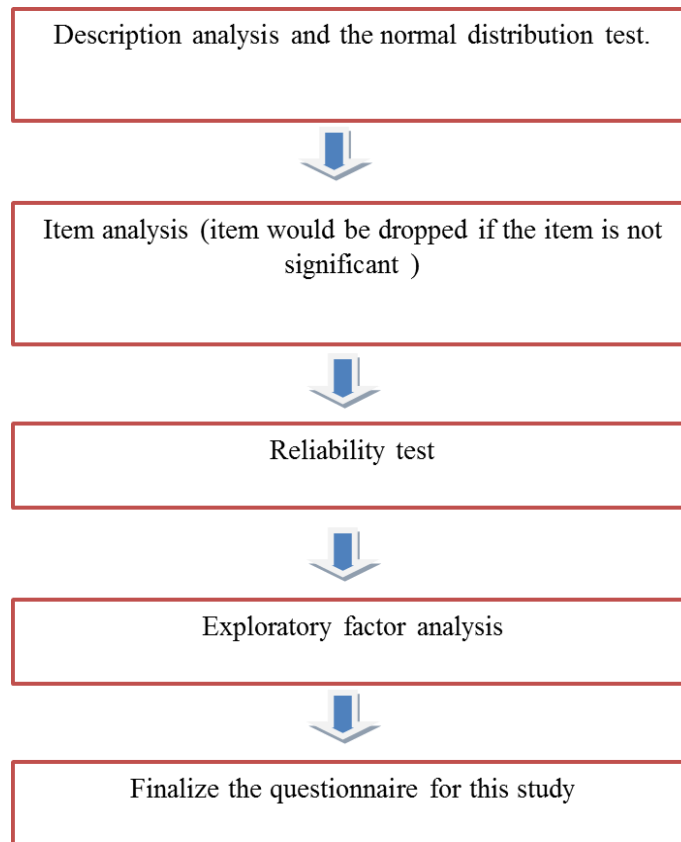 Description analysis and the normal distribution test.
Item analysis (item would be dropped if the item is not
significant )
Reliability test
Exploratory factor analysis
Finalize the questionnaire for this study